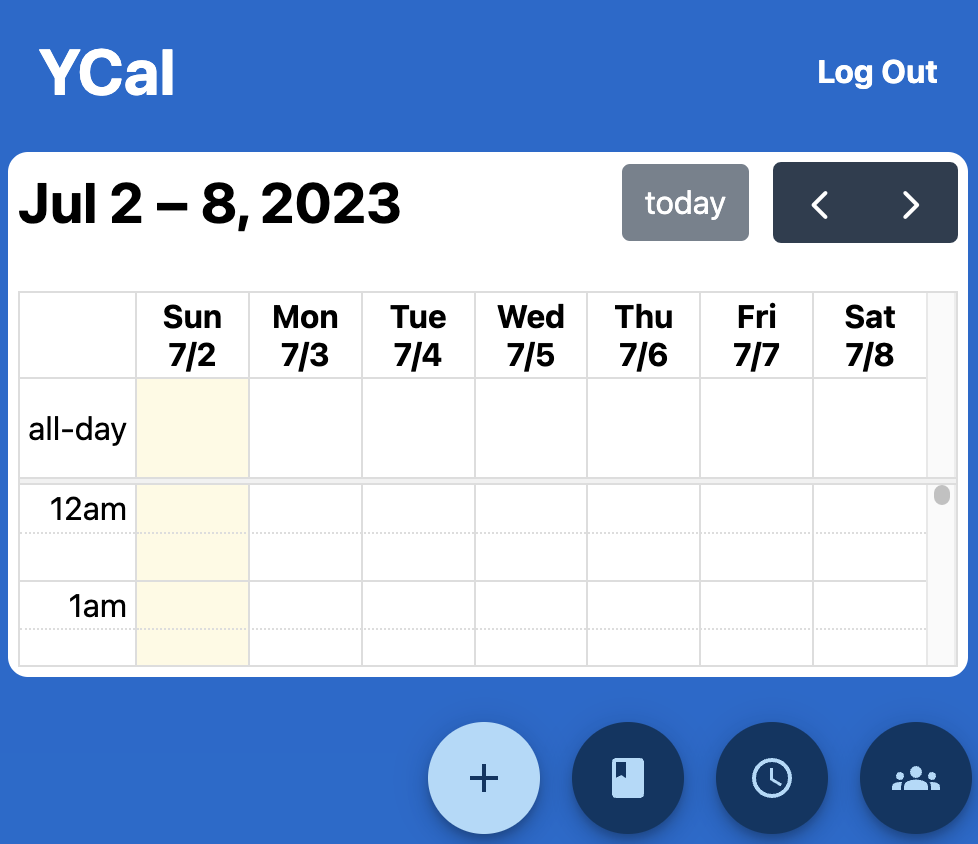 YCal
Log Out
Jul 2 – 8, 2023
today
Sun 7/2
Mon 7/3
Tue 7/4
Wed 7/5
Thu 7/6
Fri 7/7
Sat 7/8
all-day
12am
1am